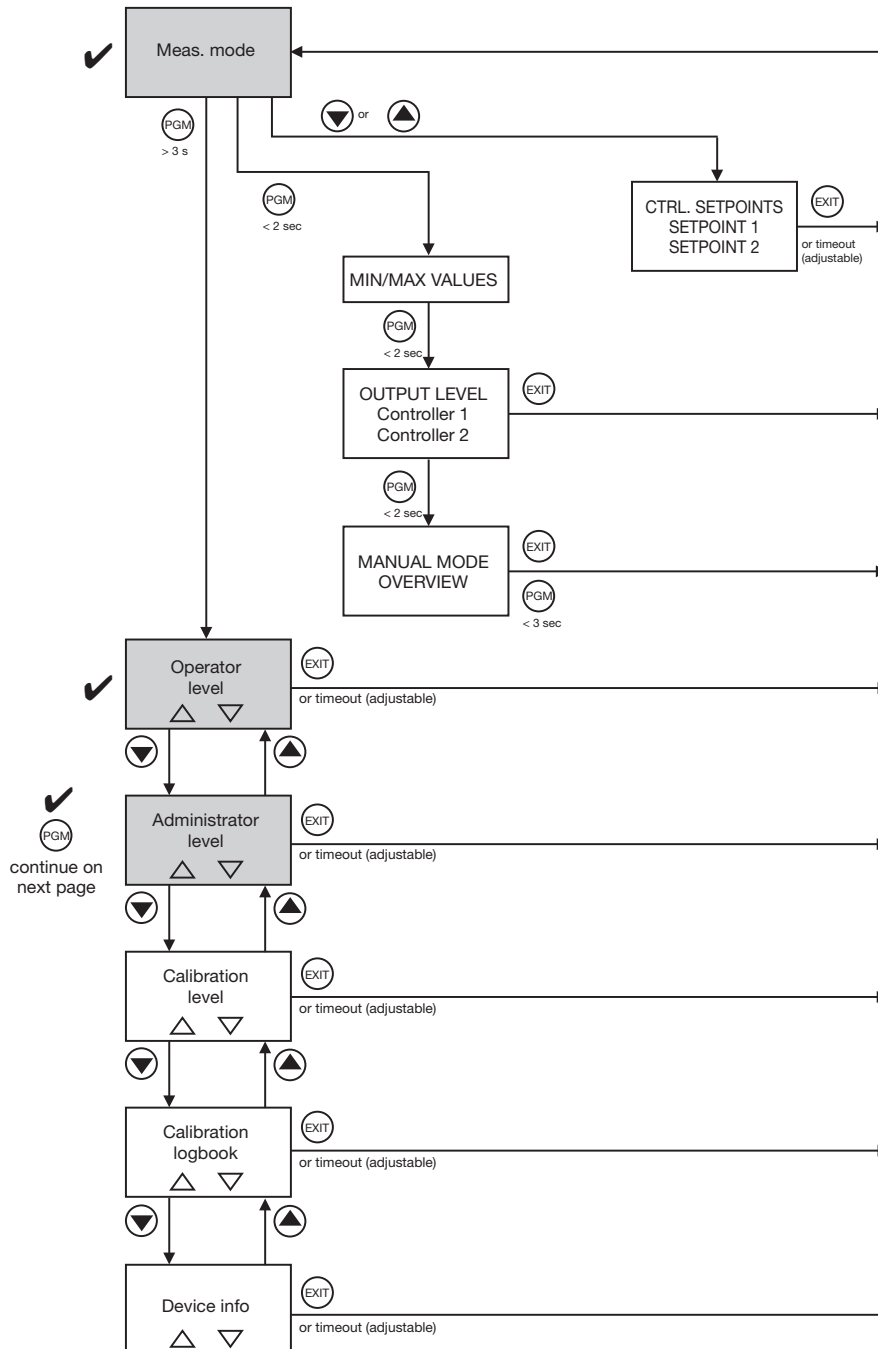 Meas. mode
PGM
> 3 s
or
PGM
< 2 sec
CTRL. SETPOINTS
SETPOINT 1
SETPOINT 2
EXIT
or timeout
(adjustable)
MIN/MAX VALUES
PGM
< 2 sec
OUTPUT LEVEL
Controller 1
Controller 2
EXIT
PGM
< 2 sec
MANUAL MODE
OVERVIEW
EXIT
PGM
< 3 sec
Operator
level
EXIT
or timeout (adjustable)
PGM
continue on
next page
Administrator
level
EXIT
or timeout (adjustable)
Calibration
level
EXIT
or timeout (adjustable)
Calibration
logbook
EXIT
or timeout (adjustable)
Device info
EXIT
or timeout (adjustable)